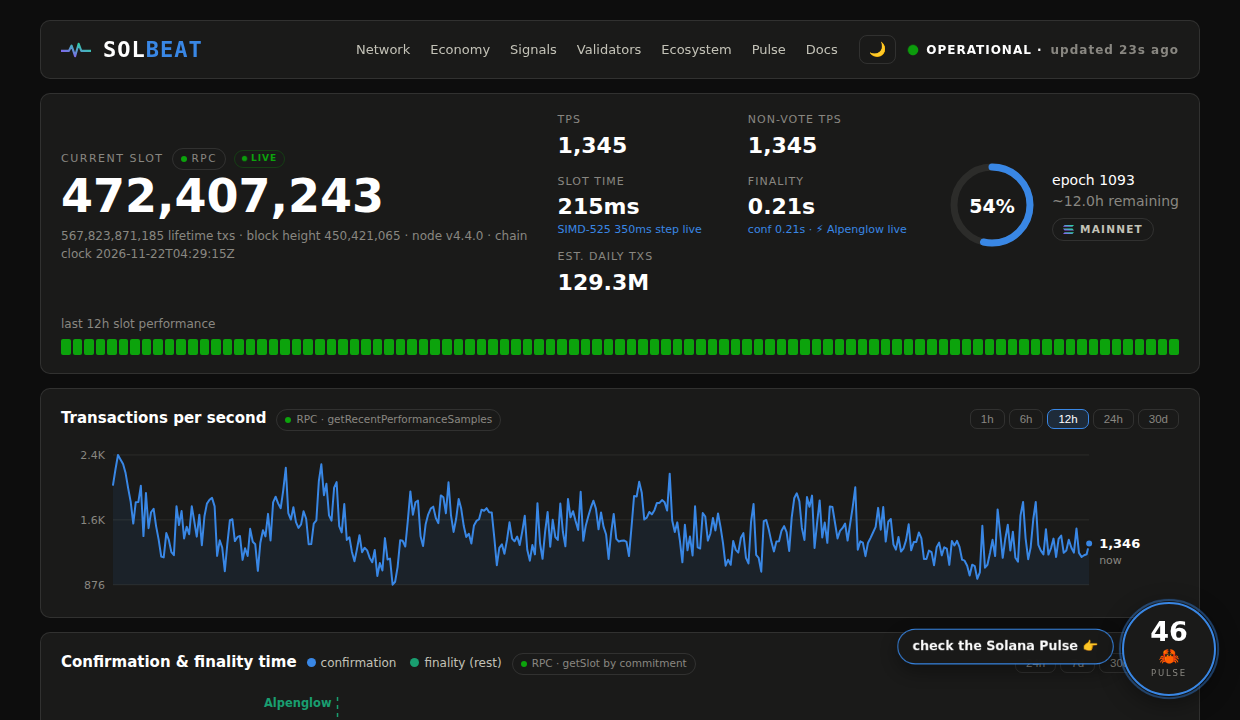 SOLBEAT
Network Economy Signals Validators Ecosystem Pulse Docs
OPERATIONAL · updated 23s ago
CURRENT SLOT RPC LIVE
472,407,243
567,823,871,185 lifetime txs · block height 450,421,065 · node v4.4.0 · chain
clock 2026-11-22T04:29:15Z
TPS
1,345
NON-VOTE TPS
1,345
SLOT TIME
215ms
SIMD-525 350ms step live
FINALITY
0.21s
conf 0.21s · ⚡ Alpenglow live
EST. DAILY TXS
129.3M
54%
epoch 1093
~12.0h remaining
MAINNET
last 12h slot performance
Transactions per second RPC · getRecentPerformanceSamples
1h 6h 12h 24h 30d
2.4K
1.6K
876
1,346
now
Confirmation & finality time confirmation finality (rest) RPC · getSlot by commitment
check the Solana Pulse 👉
46
🦀
PULSE
Alpenglow